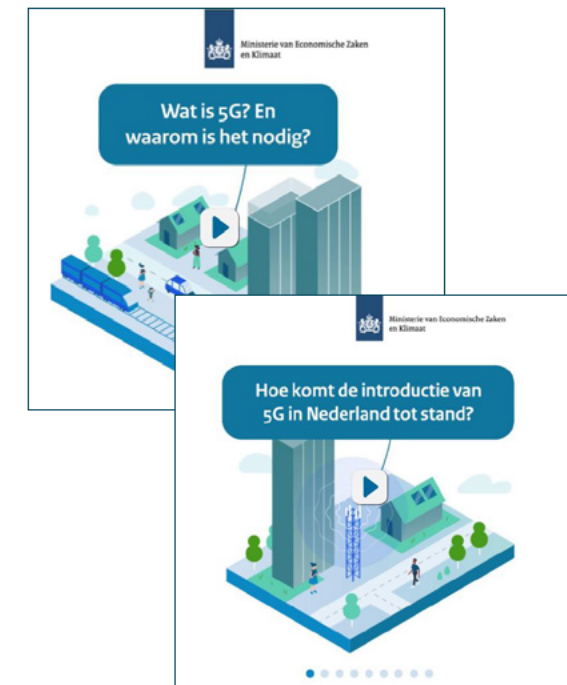 Ministerie van Economische Zaken
en Klimaat
Wat is 5G? En
waarom is het nodig?
Ministerie van Economische Zaken
en Klimaat
Hoe komt de introductie van
5G in Nederland tot stand?